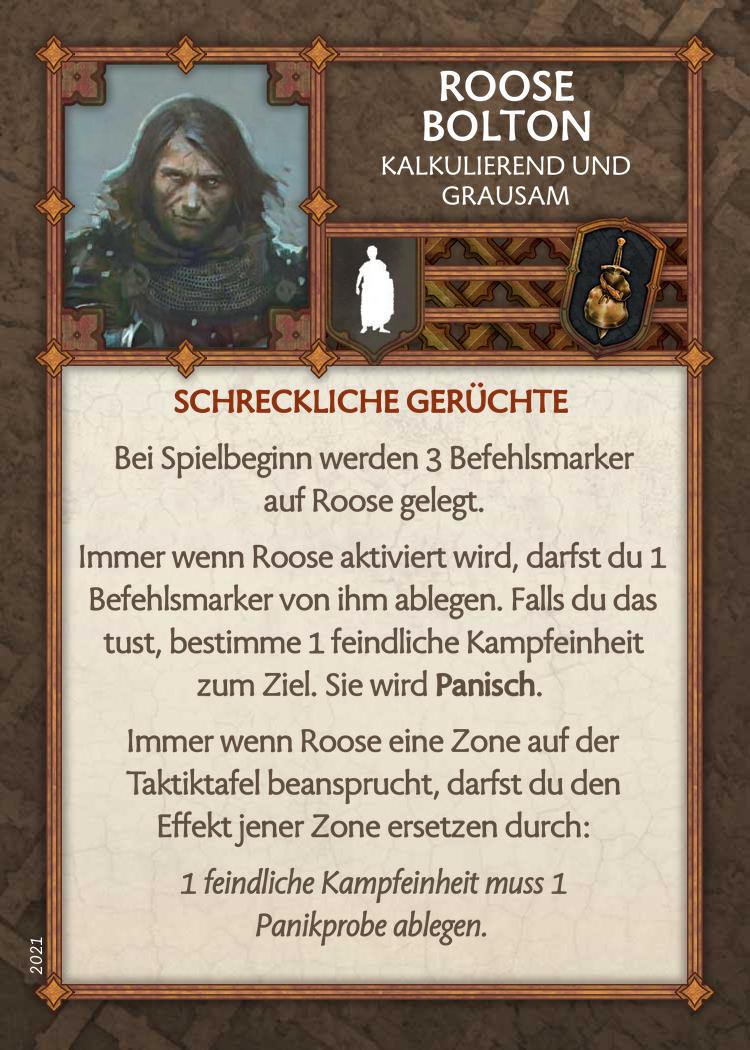 ROOSE
BOLTON
KALKULIEREND UND
GRAUSAM
SCHRECKLICHE GERÜCHTE
Bei Spielbeginn werden 3 Befehlsmarker
auf Roose gelegt.
Immer wenn Roose aktiviert wird, darfst du 1
Befehlsmarker von ihm ablegen. Falls du das
tust, bestimme 1 feindliche Kampfeinheit
zum Ziel. Sie wird Panisch.
Immer wenn Roose eine Zone auf der
Taktiktafel beansprucht, darfst du den
Effekt jener Zone ersetzen durch:
1 feindliche Kampfeinheit muss 1
Panikprobe ablegen.
2021